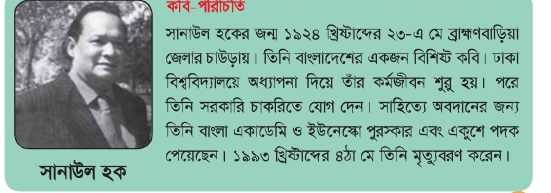 কবি-পরিচিতি
সানাউল হকের জন্ম ১৯২৪ খ্রিষ্টাব্দের ২৩-এ মে ব্রাহ্মণবাড়িয়া
জেলার চাউড়ায়। তিনি বাংলাদেশের একজন বিশিষ্ট কবি। ঢাকা
বিশ্ববিদ্যালয়ে অধ্যাপনা দিয়ে তাঁর কর্মজীবন শুরু হয়। পরে
তিনি সরকারি চাকরিতে যোগ দেন। সাহিত্যে অবদানের জন্য
তিনি বাংলা একাডেমি ও ইউনেস্কো পুরস্কার এবং একুশে পদক
পেয়েছেন। ১৯৯৩ খ্রিষ্টাব্দের ৪ঠা মে তিনি মৃত্যুবরণ করেন।
সানাউল হক